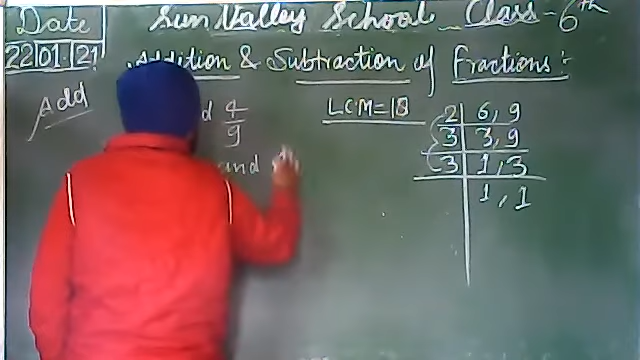 Date Sun Valley School Class - 6th
22|01|21 Addition & Subtraction of Fractions :-
Add 4/9 LCM=18 2 | 6, 9
3 | 3, 9
and 3 | 1, 3
1, 1